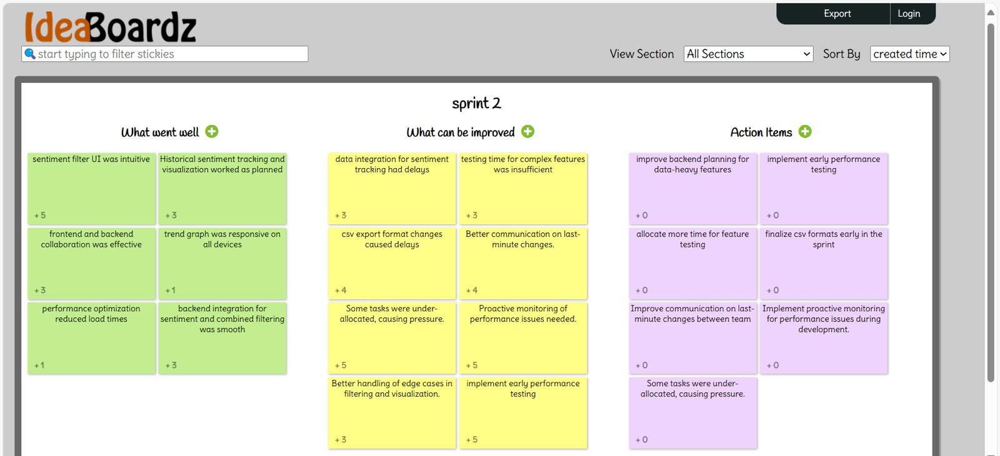 IdeaBoardz
Export
Login
start typing to filter stickies
View Section
All Sections
Sort By
created time
sprint 2
What went well
sentiment filter UI was intuitive
+5
Historical sentiment tracking and
visualization worked as planned
+3
frontend and backend
collaboration was effective
+3
trend graph was responsive on
all devices
+1
performance optimization
reduced load times
+1
backend integration for
sentiment and combined filtering
was smooth
+3
What can be improved
data integration for sentiment
tracking had delays
+3
testing time for complex features
was insufficient
+3
csv export format changes
caused delays
+4
Better communication on last-
minute changes.
+4
Some tasks were under-
allocated, causing pressure.
+5
Proactive monitoring of
performance issues needed.
+5
Better handling of edge cases in
filtering and visualization.
+3
implement early performance
testing
+5
Action Items
improve backend planning for
data-heavy features
+0
implement early performance
testing
+0
allocate more time for feature
testing
+0
finalize csv formats early in the
sprint
+0
Improve communication on last-
minute changes between team
+0
Implement proactive monitoring
for performance issues during
development.
+0
Some tasks were under-
allocated, causing pressure.
+0